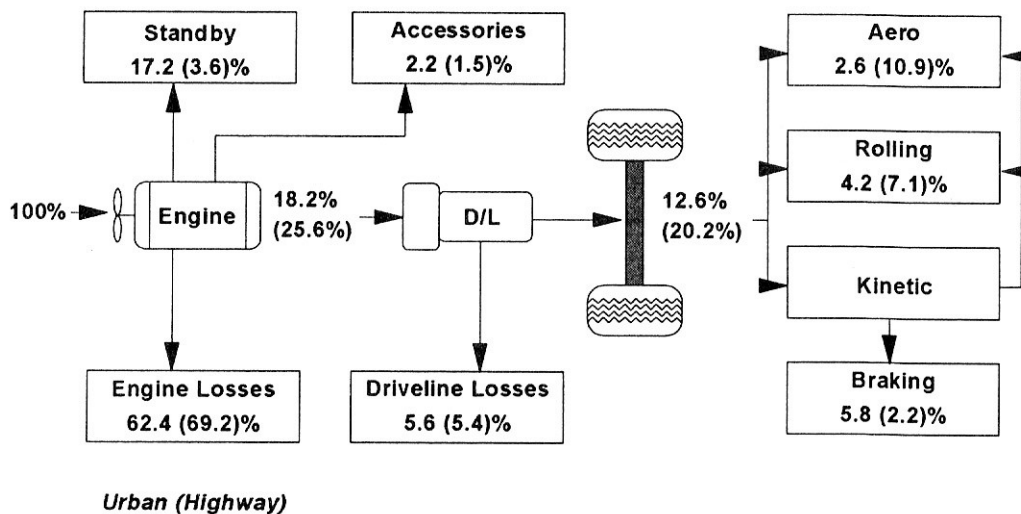 Standby
17.2 (3.6)%
Accessories
2.2 (1.5)%
Aero
2.6 (10.9)%
Rolling
4.2 (7.1)%
100%
Engine
18.2%
(25.6%)
D/L
12.6%
(20.2%)
Kinetic
Engine Losses
62.4 (69.2)%
Driveline Losses
5.6 (5.4)%
Braking
5.8 (2.2)%
Urban (Highway)